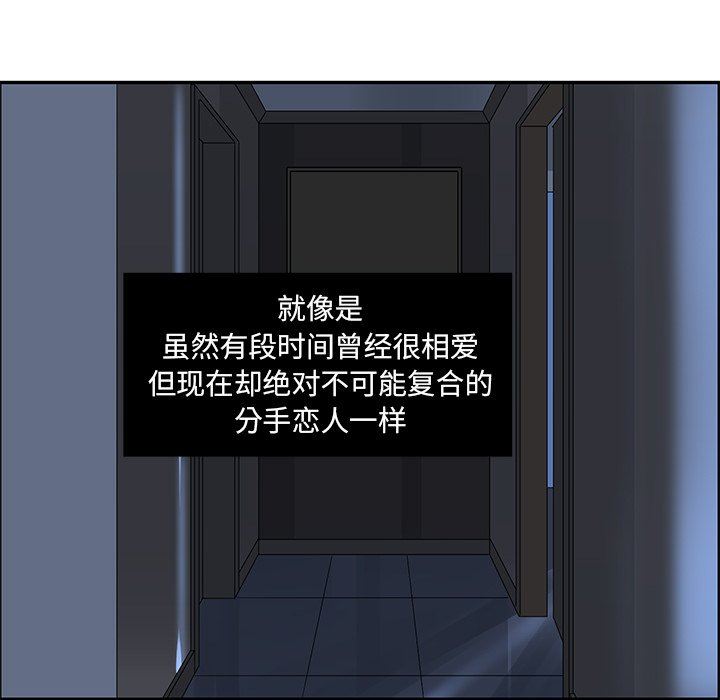 就像是
虽然有段时间曾经很相爱
但现在却绝对不可能复合的
分手恋人一样